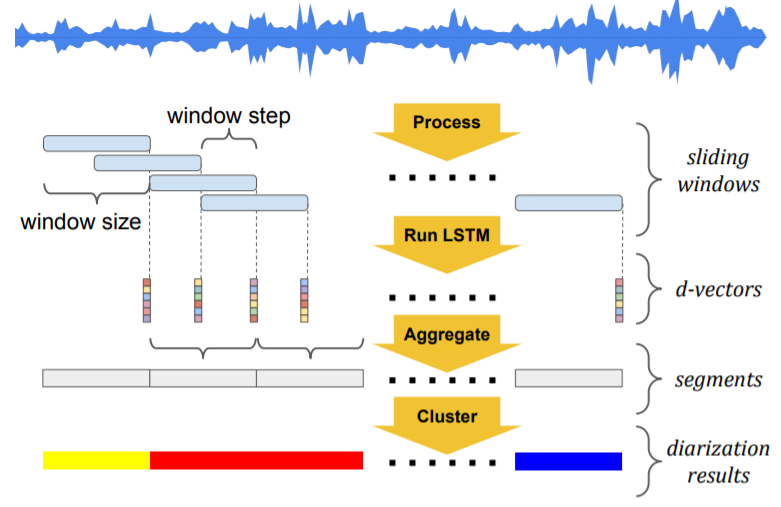 window step
Process
sliding
windows
window size
Run LSTM
d-vectors
Aggregate
segments
Cluster
diarization
results